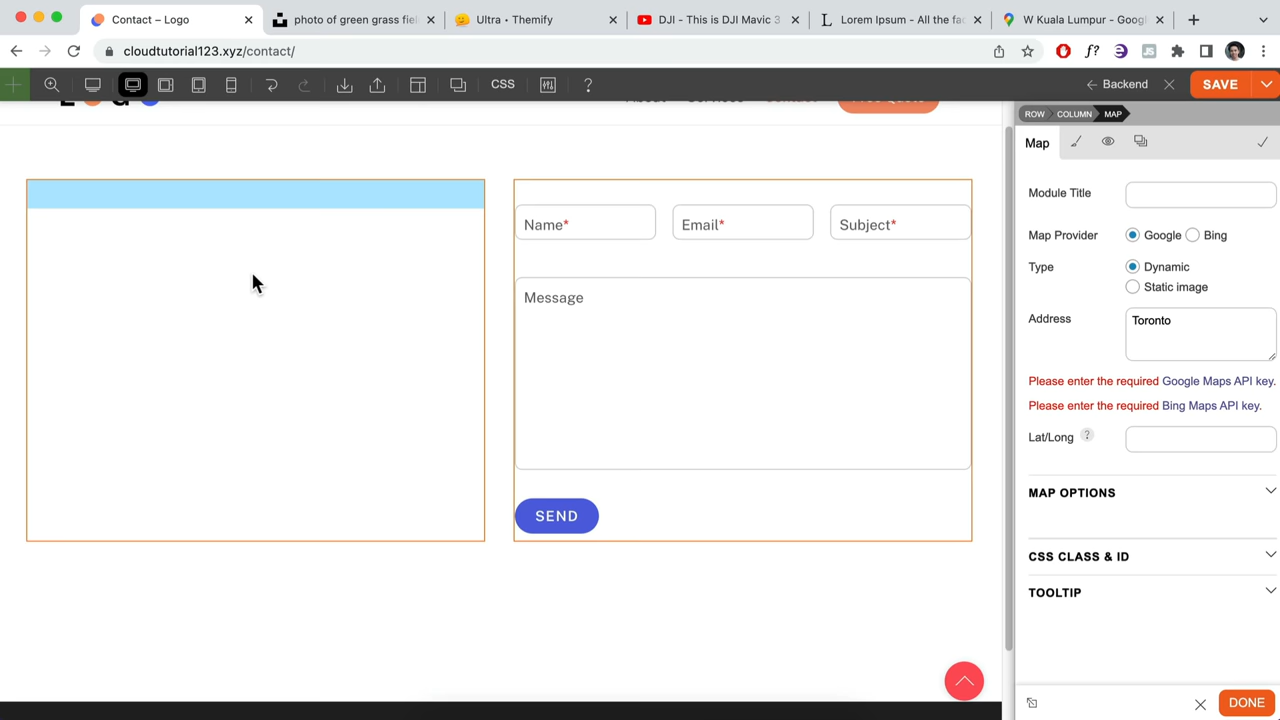 Contact – Logo
photo of green grass fie
Ultra • Themify
DJI - This is DJI Mavic 3
Lorem Ipsum - All the fac
W Kuala Lumpur - Googl
cloudtutorial123.xyz/contact/
CSS
?
Backend
SAVE
ROW
COLUMN
MAP
Map
Module Title
Map Provider
Google
Bing
Type
Dynamic
Static image
Address
Toronto
Please enter the required Google Maps API key.
Please enter the required Bing Maps API key.
Lat/Long ?
MAP OPTIONS
CSS CLASS & ID
TOOLTIP
DONE
Name*
Email*
Subject*
Message
SEND